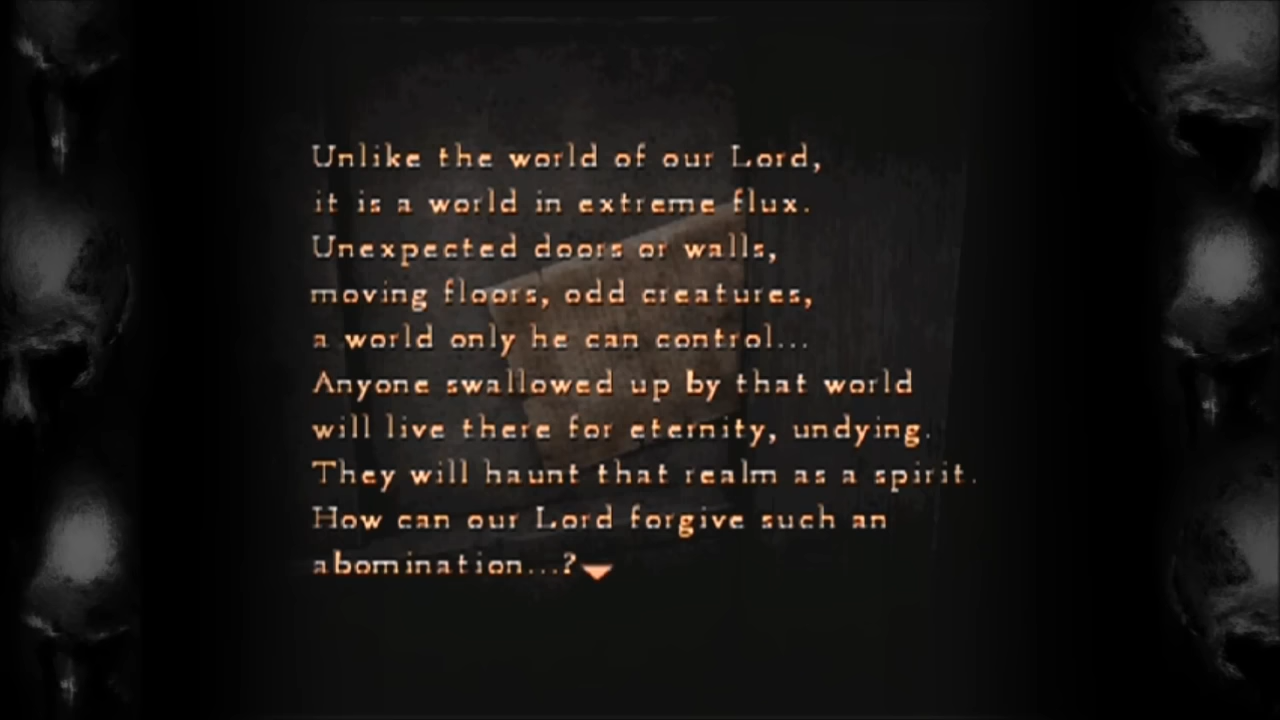 Unlike the world of our Lord,
it is a world in extreme flux.
Unexpected doors or walls,
moving floors, odd creatures,
a world only he can control...
Anyone swallowed up by that world
will live there for eternity, undying.
They will haunt that realm as a spirit.
How can our Lord forgive such an
abomination...?